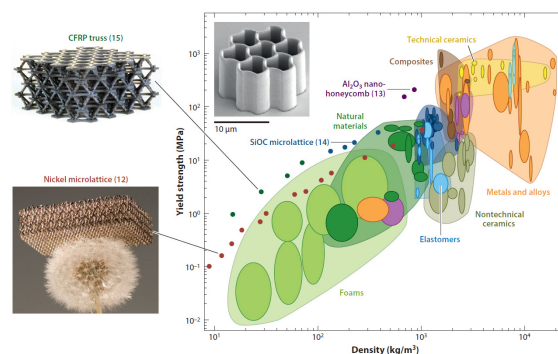 CFRP truss (15)
10 μm
Nickel microlattice (12)
Yield strength (MPa)
10³
10²
10¹
10⁰
10⁻¹
10⁻²
10¹
10²
10³
10⁴
Density (kg/m³)
Technical ceramics
Composites
Al₂O₃ nano-
honeycomb (13)
Natural
materials
SiOC microlattice (14)
Metals and alloys
Nontechnical
ceramics
Elastomers
Foams